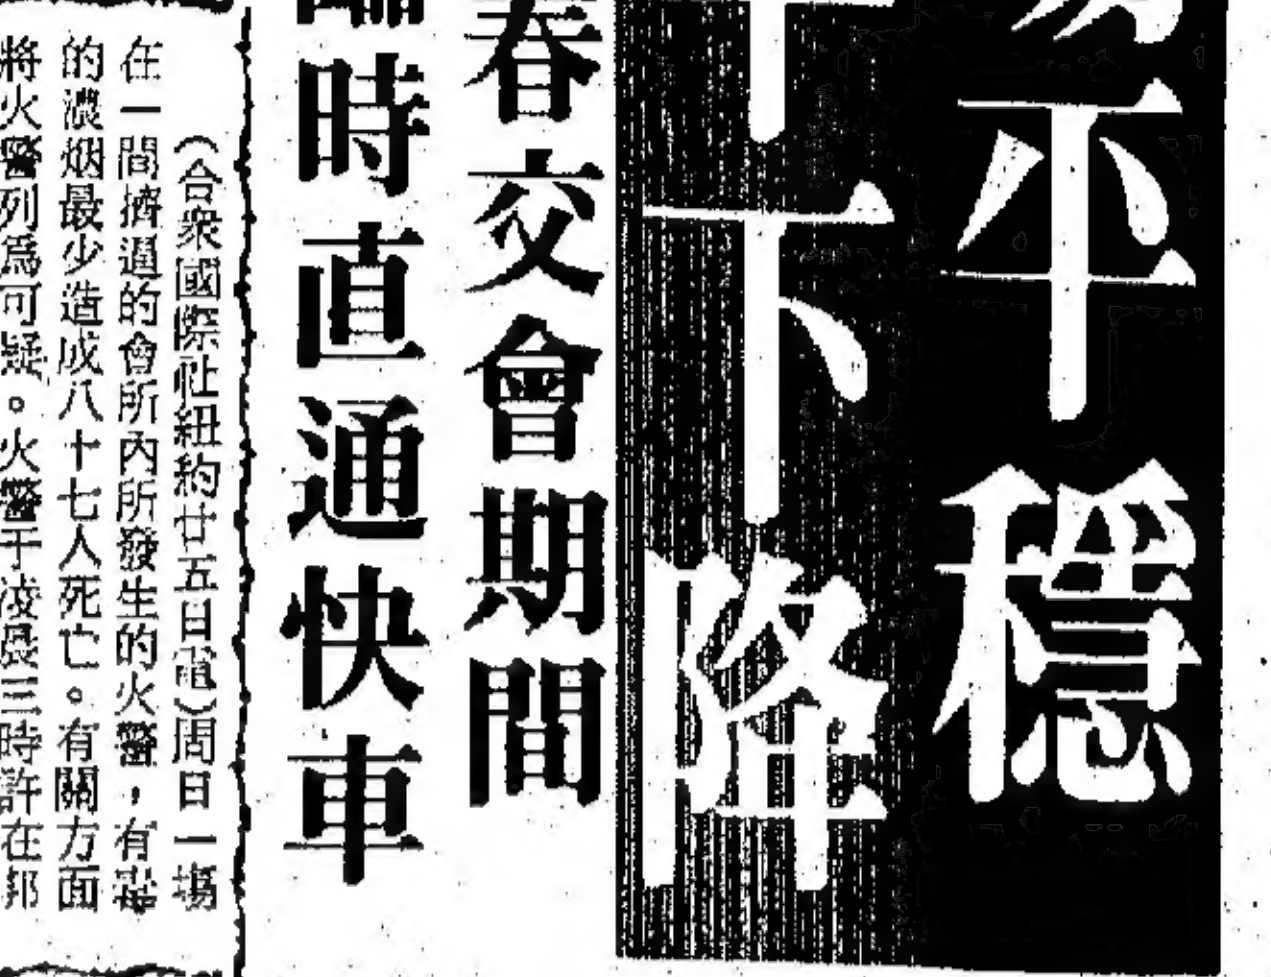 平穩
下降
春交會期間
時直通快車
(合衆國際社紐約廿五日電)周日一場
在一間擠逼的會所內所發生的火警，有毒
的濃烟最少造成八十七人死亡。有關方面
將火警列爲可疑。火警于凌晨三時許在邦